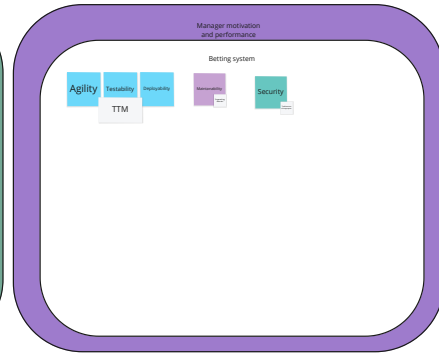 Manager motivation
and performance
Betting system
Agility
Testability
Deployability
Maintainability
Security
TTM